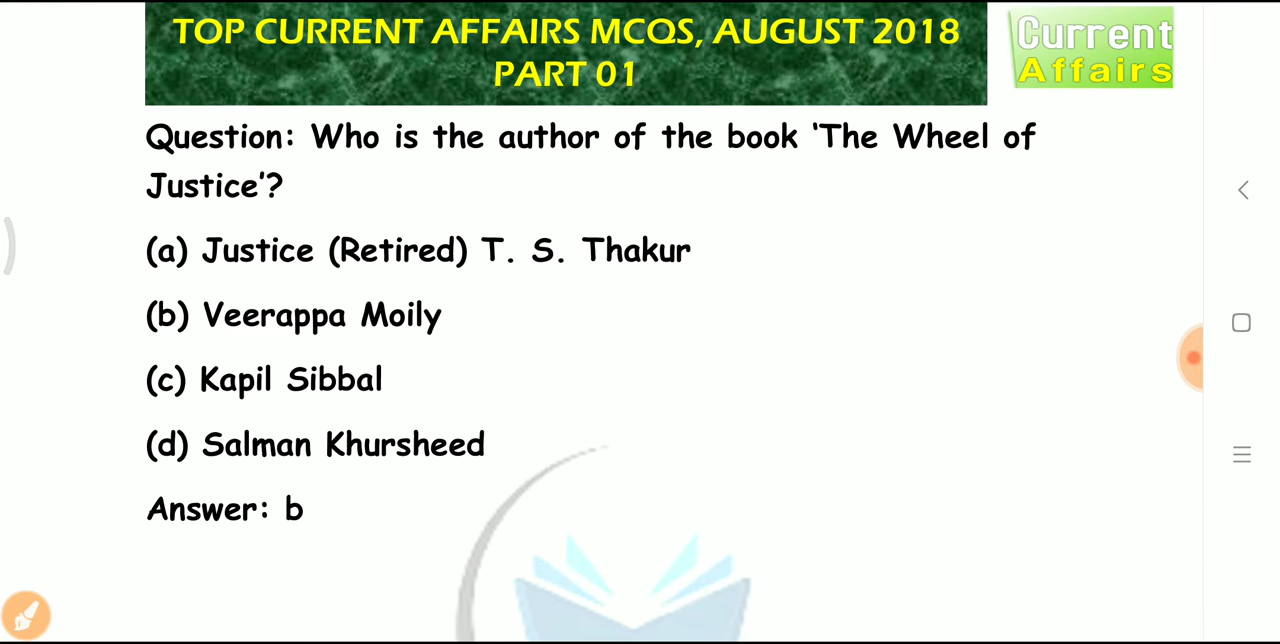 TOP CURRENT AFFAIRS MCQS, AUGUST 2018
PART 01
Current
Affairs
Question: Who is the author of the book 'The Wheel of
Justice'?
(a) Justice (Retired) T. S. Thakur
(b) Veerappa Moily
(c) Kapil Sibbal
(d) Salman Khursheed
Answer: b